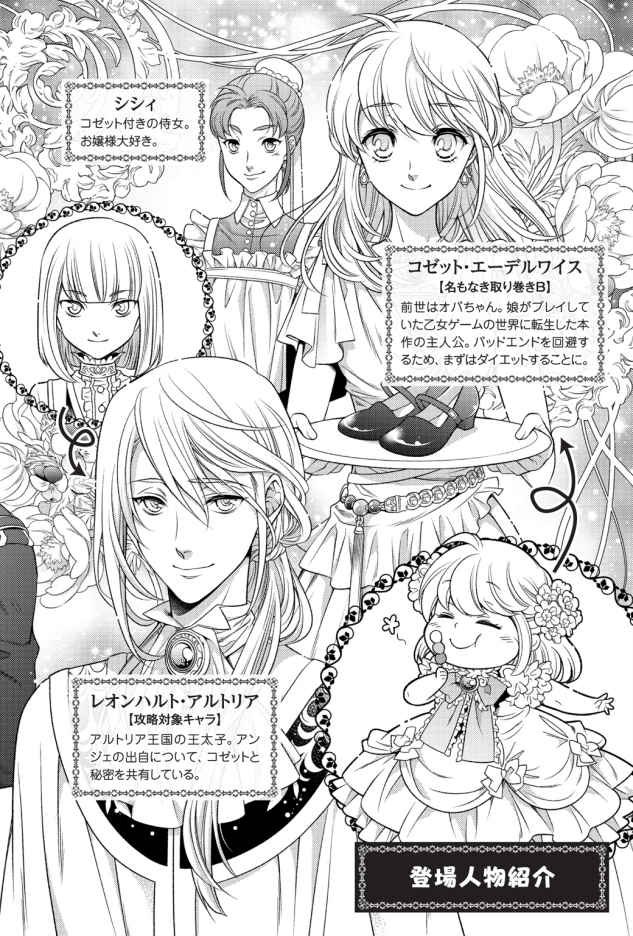 シシィ
コゼット付きの侍女。
お嬢様大好き。
コゼット・エーデルワイス
【名もなき取り巻きB】
前世はオバちゃん。娘がプレイして
いた乙女ゲームの世界に転生した本
作の主人公。バッドエンドを回避す
るため、まずはダイエットすることに。
レオンハルト・アルトリア
【攻略対象キャラ】
アルトリア王国の王太子。アン
ジェの出自について、コゼットと
秘密を共有している。
登場人物紹介